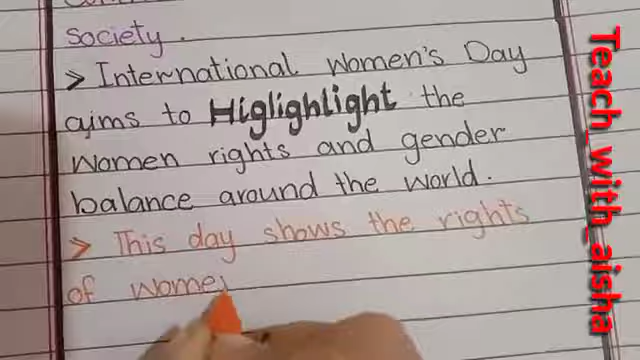 Society.
> International Women's Day
aims to Higlighlight the
women rights and gender
balance around the world.
> This day shows the rights
of wome
Teach_with_aisha